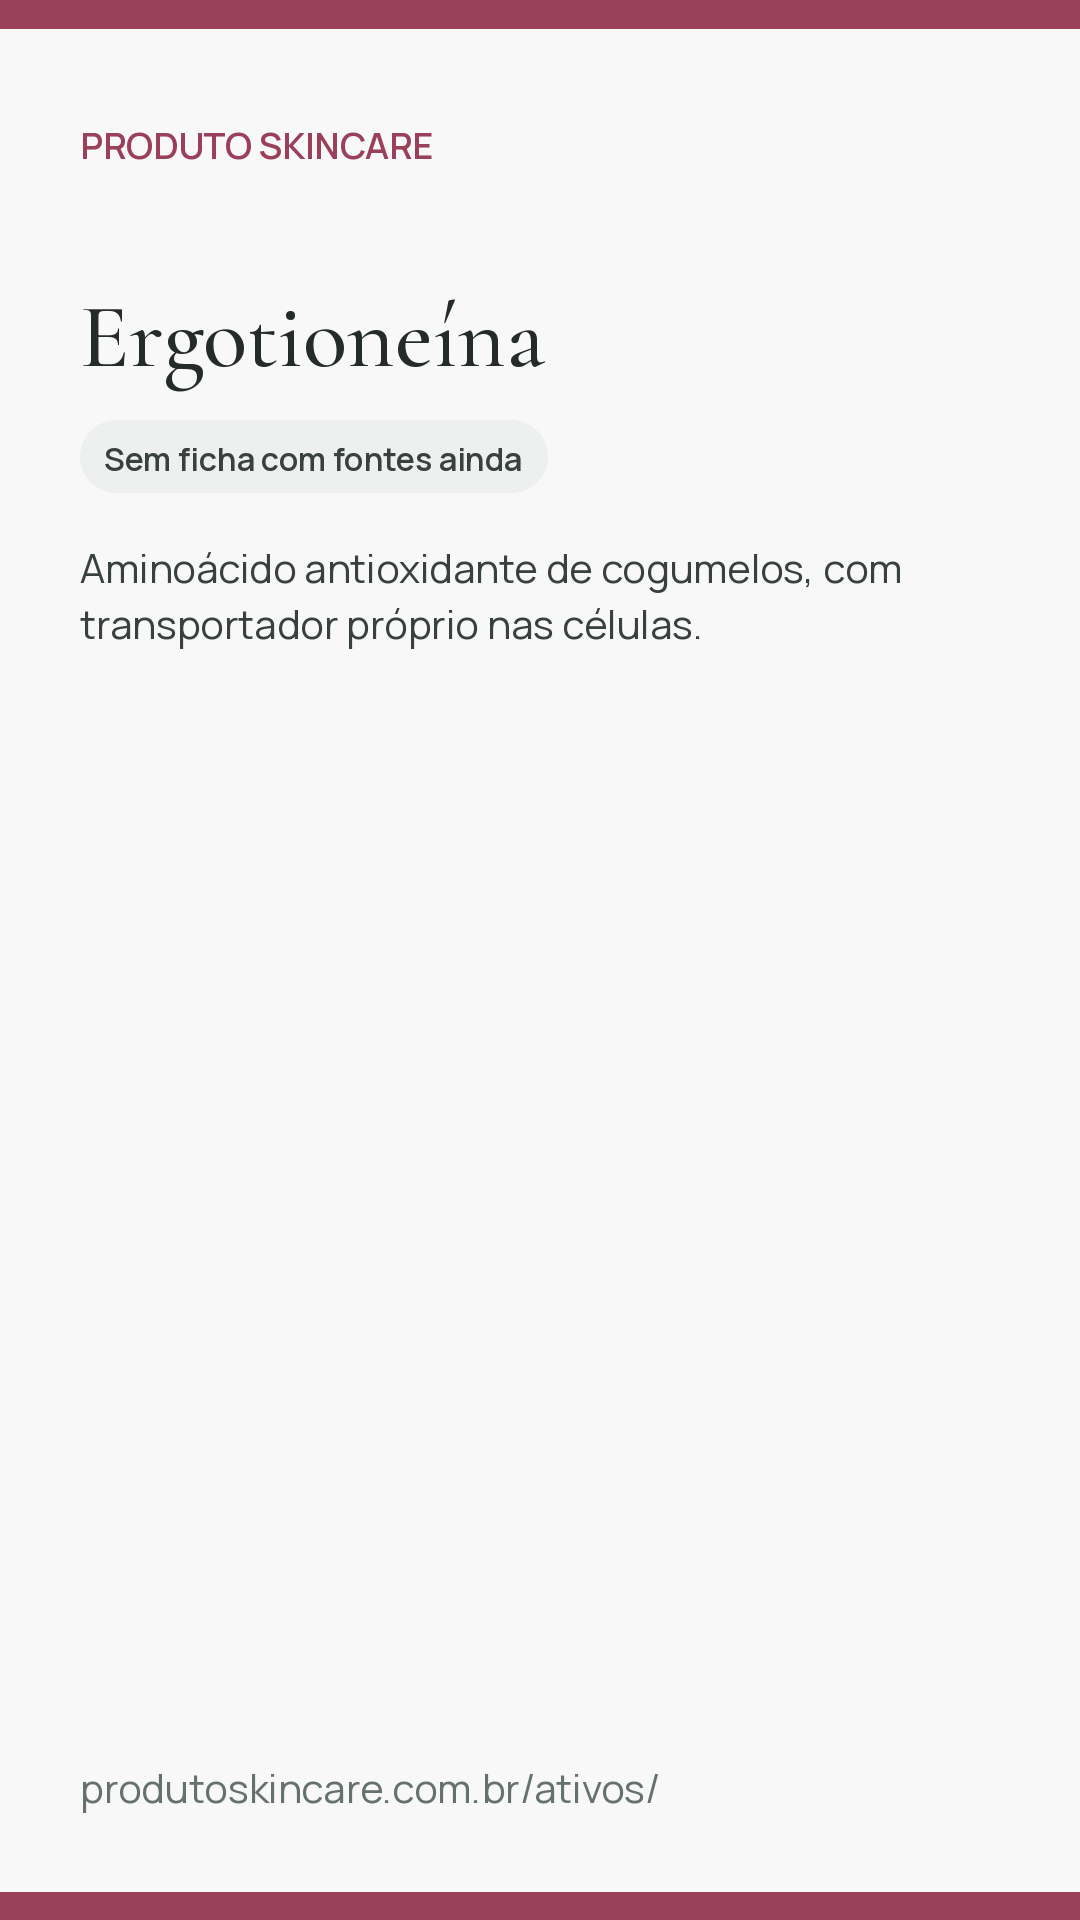 PRODUTO SKINCARE
Ergotioneína
Sem ficha com fontes ainda
Aminoácido antioxidante de cogumelos, com
transportador próprio nas células.
produtoskincare.com.br/ativos/